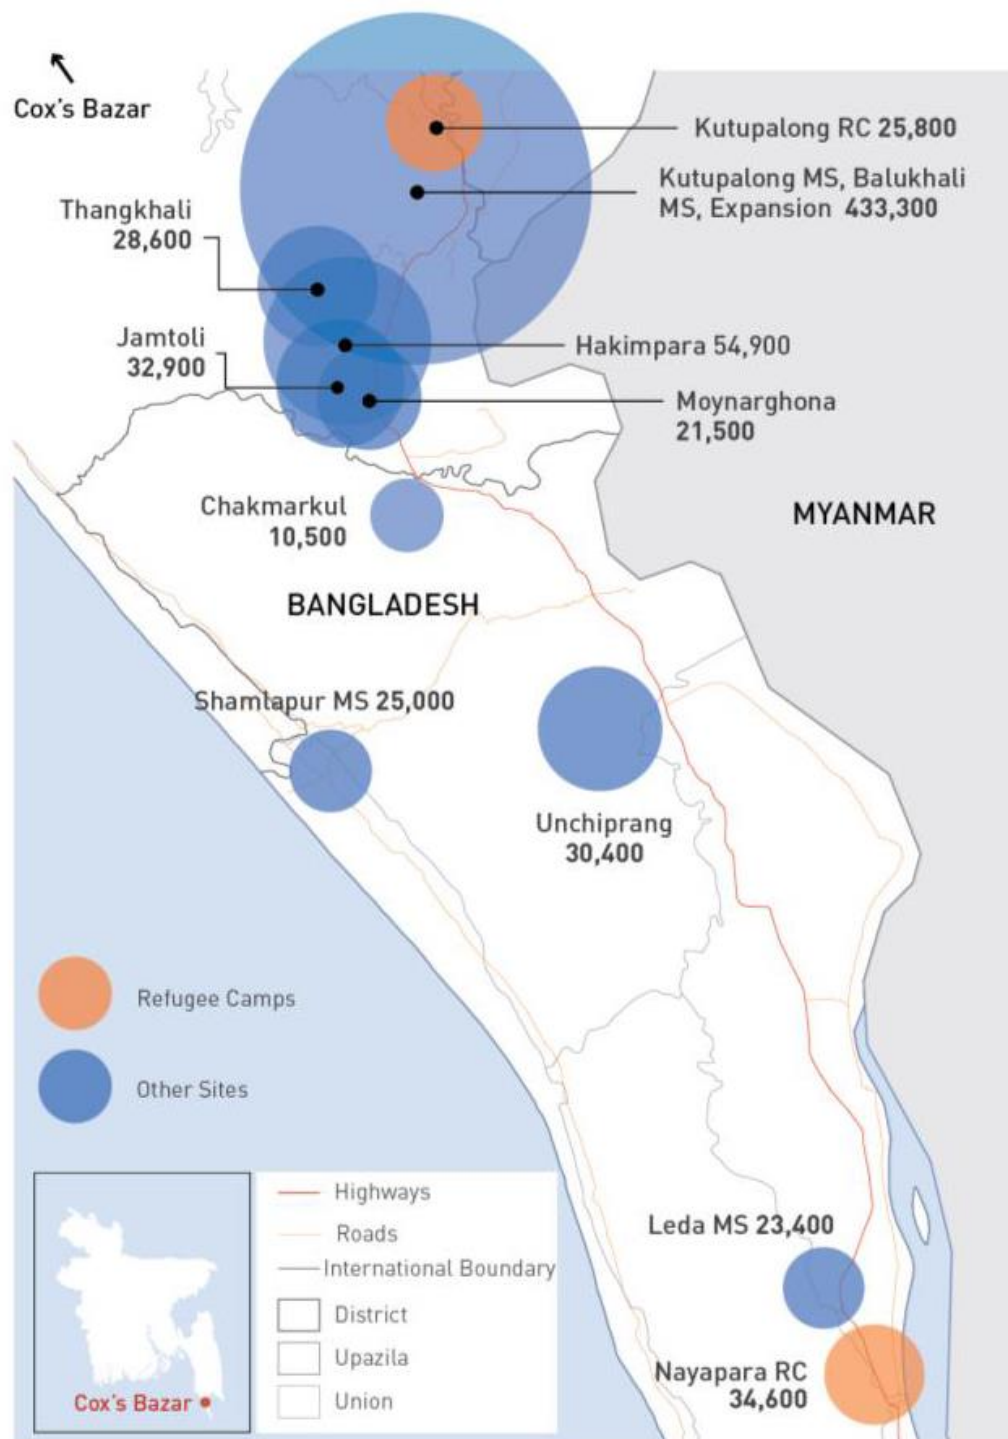 Cox's Bazar
Kutupalong RC 25,800
Kutupalong MS, Balukhali
MS, Expansion 433,300
Thangkhali
28,600
Jamtoli
32,900
Hakimpara 54,900
Moynarghona
21,500
Chakmarkul
10,500
MYANMAR
BANGLADESH
Shamlapur MS 25,000
Unchiprang
30,400
Refugee Camps
Other Sites
Highways
Roads
International Boundary
District
Upazila
Union
Cox's Bazar
Leda MS 23,400
Nayapara RC
34,600